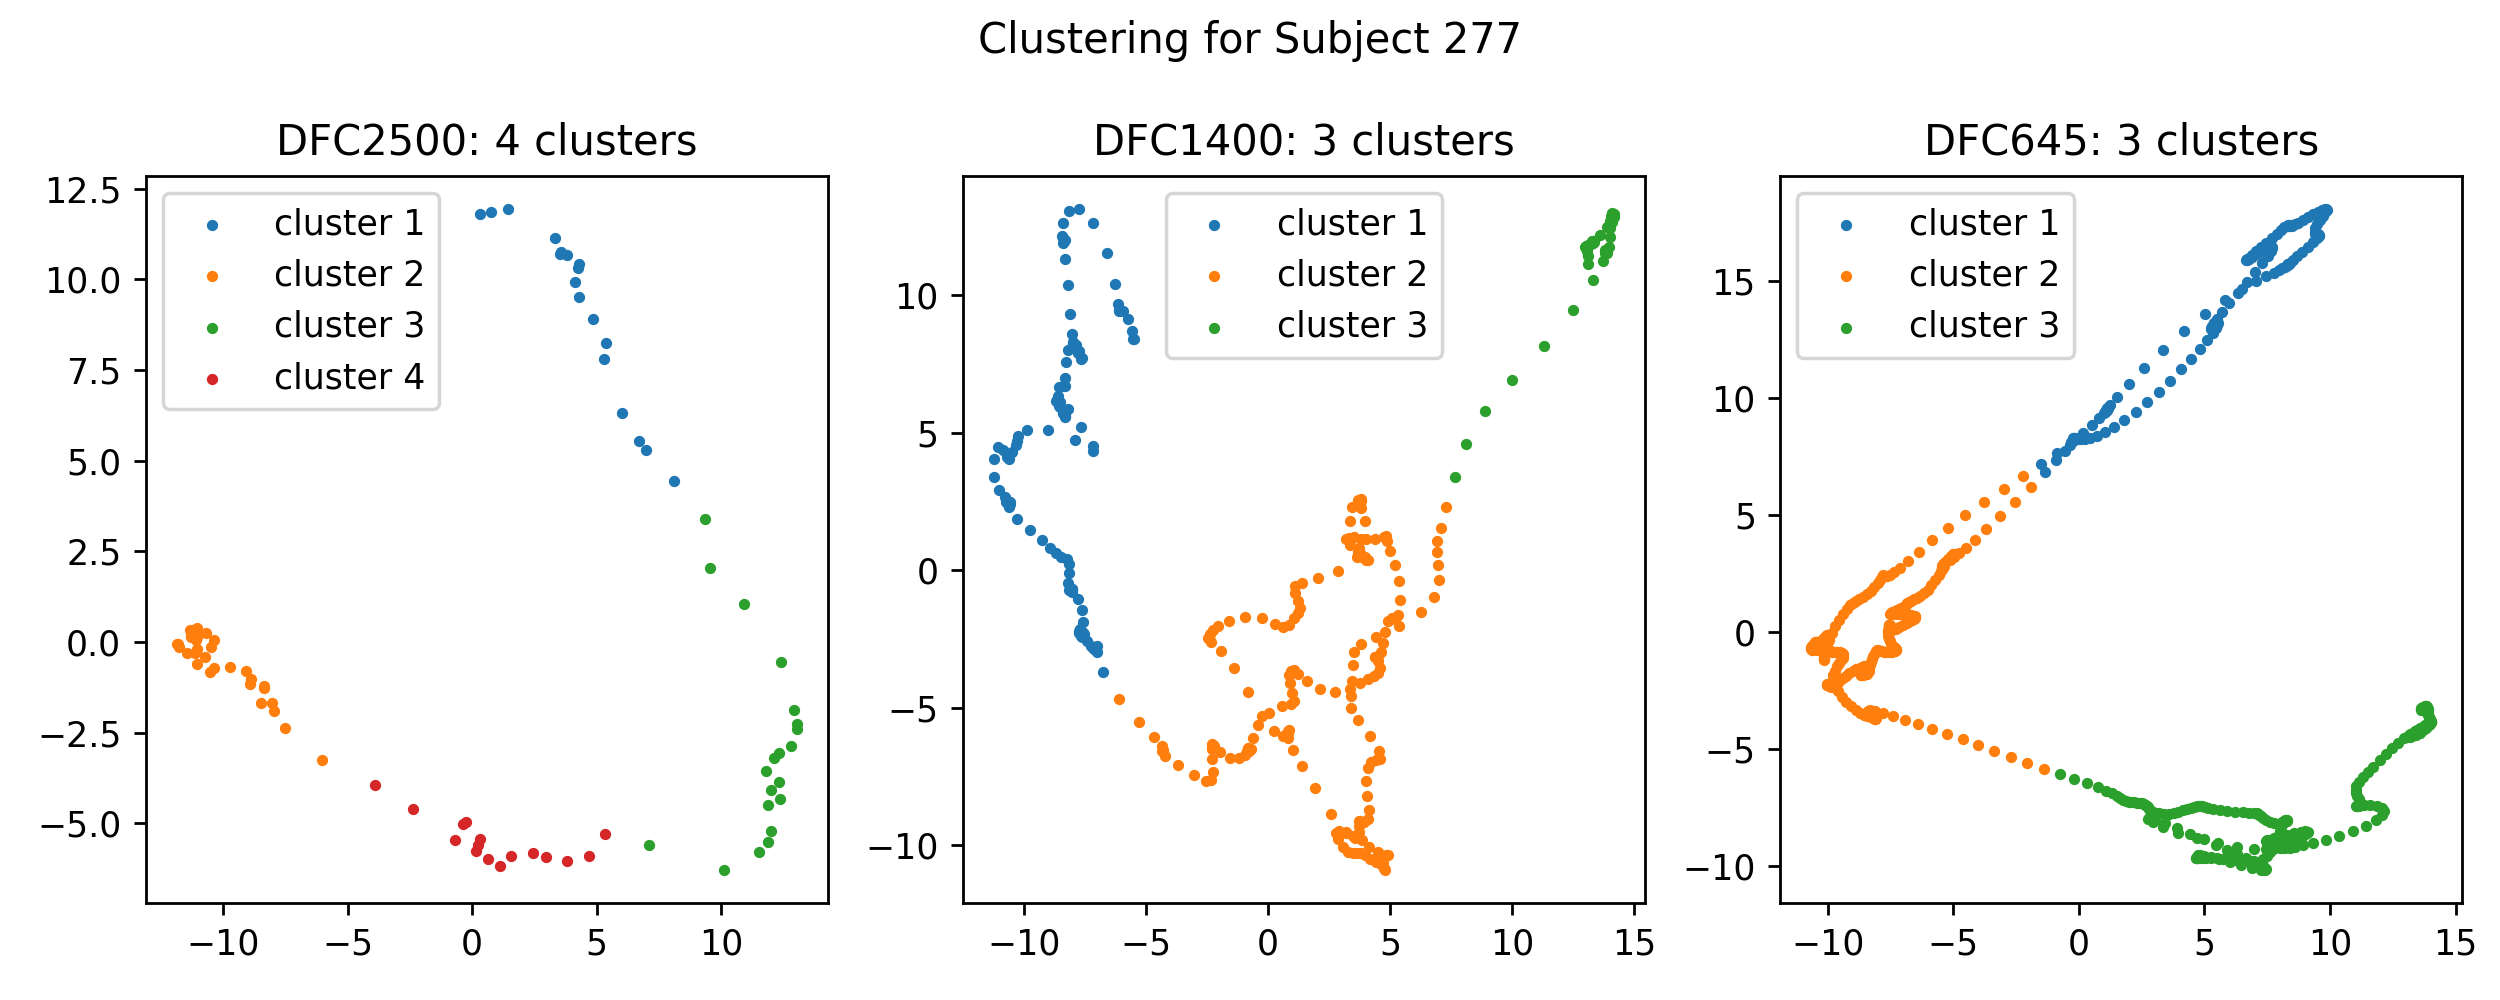 Clustering for Subject 277
DFC2500: 4 clusters
12.5
10.0
7.5
5.0
2.5
0.0
−2.5
−5.0
−10
−5
0
5
10
cluster 1
cluster 2
cluster 3
cluster 4
DFC1400: 3 clusters
10
5
0
−5
−10
−10
−5
0
5
10
15
cluster 1
cluster 2
cluster 3
DFC645: 3 clusters
15
10
5
0
−5
−10
−10
−5
0
5
10
15
cluster 1
cluster 2
cluster 3